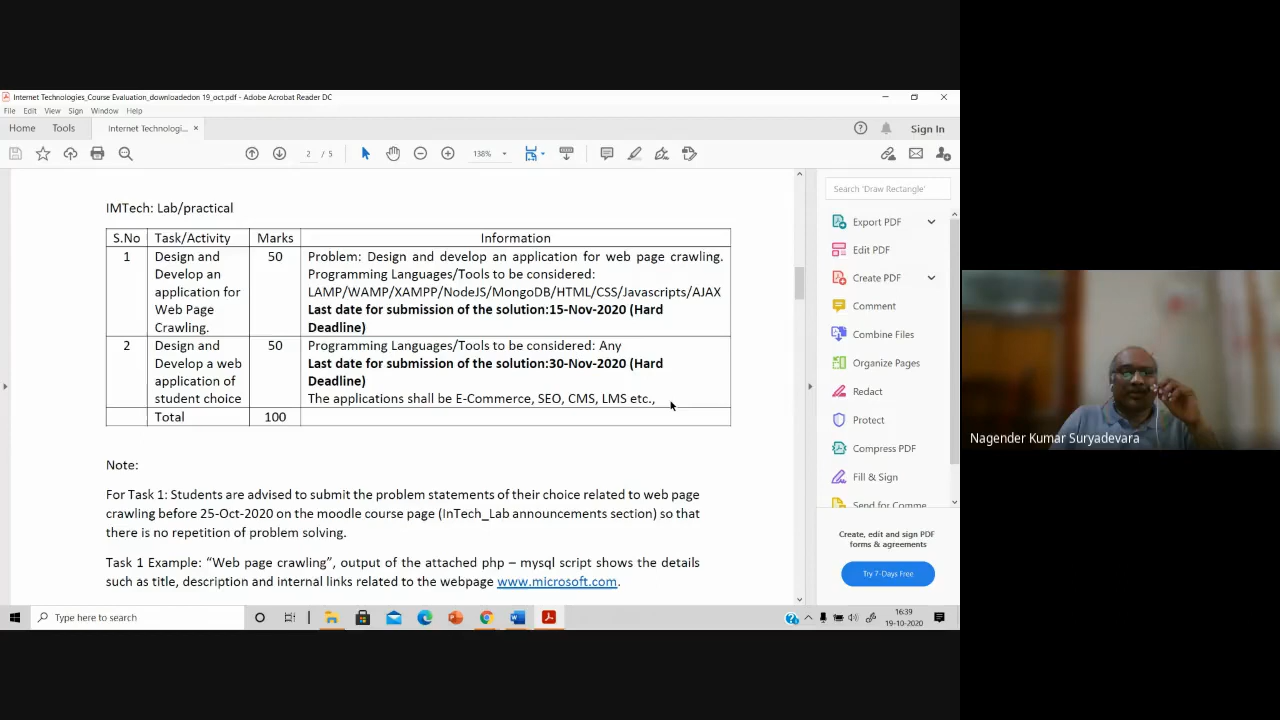 Internet Technologies_Course Evaluation_downloadedon 19_oct.pdf - Adobe Acrobat Reader DC
File Edit View Sign Window Help
Home Tools Internet Technologi... × Sign In
2 / 5 138%
IMTech: Lab/practical
S.No Task/Activity Marks Information
1 Design and Develop an application for Web Page Crawling. 50 Problem: Design and develop an application for web page crawling.
Programming Languages/Tools to be considered:
LAMP/WAMP/XAMPP/NodeJS/MongoDB/HTML/CSS/Javascripts/AJAX
Last date for submission of the solution:15-Nov-2020 (Hard
Deadline)
2 Design and Develop a web application of student choice 50 Programming Languages/Tools to be considered: Any
Last date for submission of the solution:30-Nov-2020 (Hard
Deadline)
The applications shall be E-Commerce, SEO, CMS, LMS etc.,
Total 100
Note:
For Task 1: Students are advised to submit the problem statements of their choice related to web page
crawling before 25-Oct-2020 on the moodle course page (InTech_Lab announcements section) so that
there is no repetition of problem solving.
Task 1 Example: “Web page crawling”, output of the attached php – mysql script shows the details
such as title, description and internal links related to the webpage www.microsoft.com.
Search 'Draw Rectangle'
Export PDF
Edit PDF
Create PDF
Comment
Combine Files
Organize Pages
Redact
Protect
Compress PDF
Fill & Sign
Send for Comme
Create, edit and sign PDF
forms & agreements
Try 7-Days Free
Nagender Kumar Suryadevara
Type here to search
16:39
19-10-2020